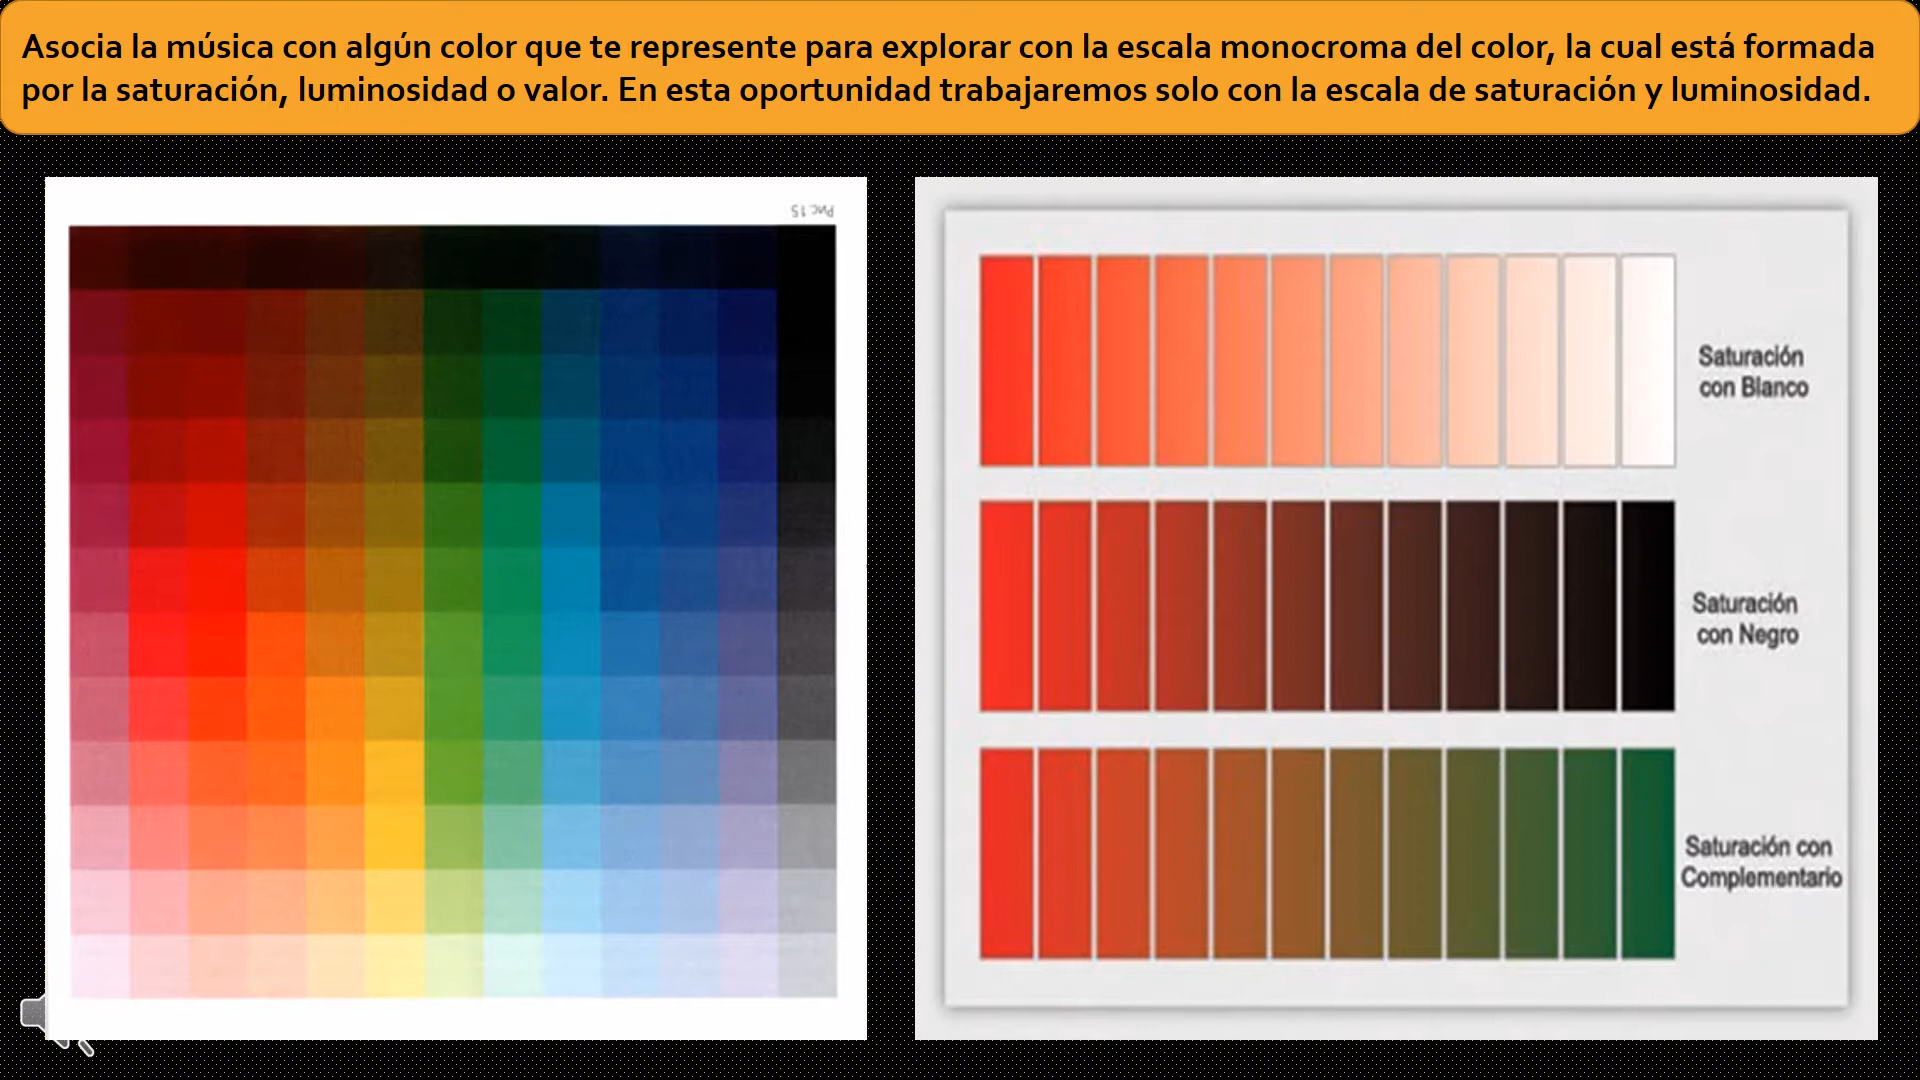 Asocia la música con algún color que te represente para explorar con la escala monocroma del color, la cual está formada
por la saturación, luminosidad o valor. En esta oportunidad trabajaremos solo con la escala de saturación y luminosidad.
Рис.15
Saturación
con Blanco
Saturación
con Negro
Saturación con
Complementario